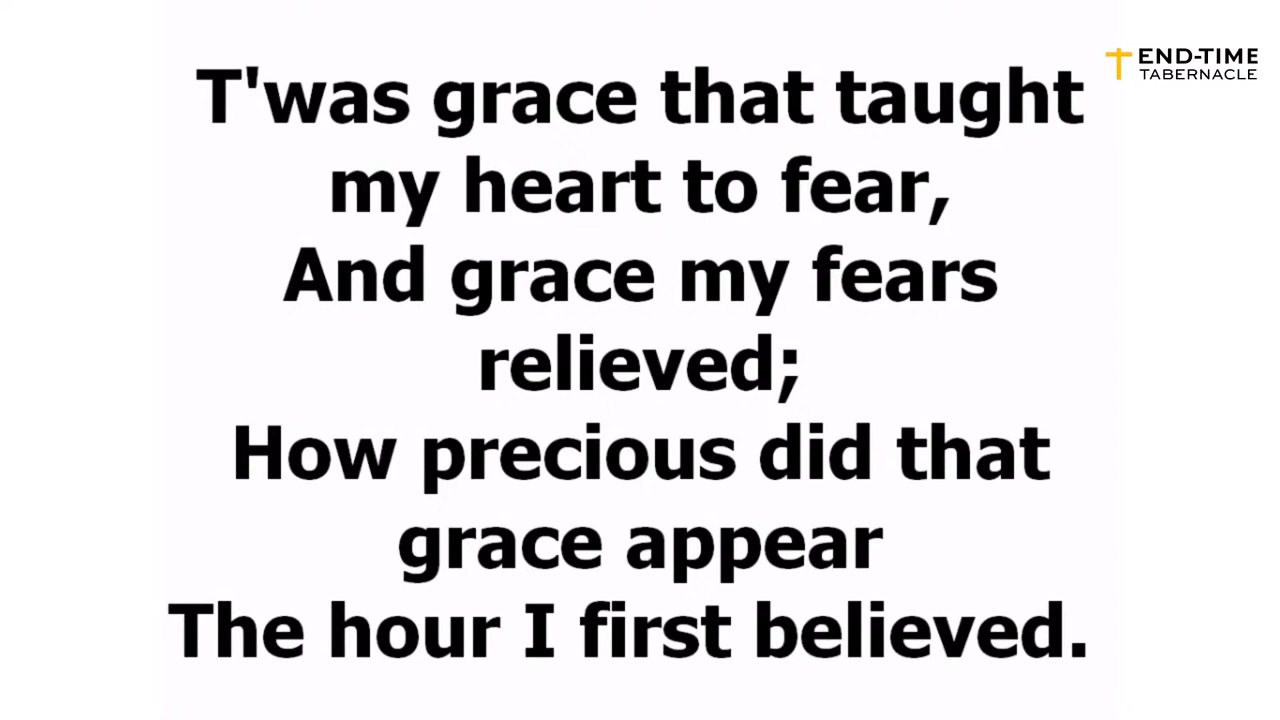 END-TIME
TABERNACLE
T'was grace that taught
my heart to fear,
And grace my fears
relieved;
How precious did that
grace appear
The hour I first believed.